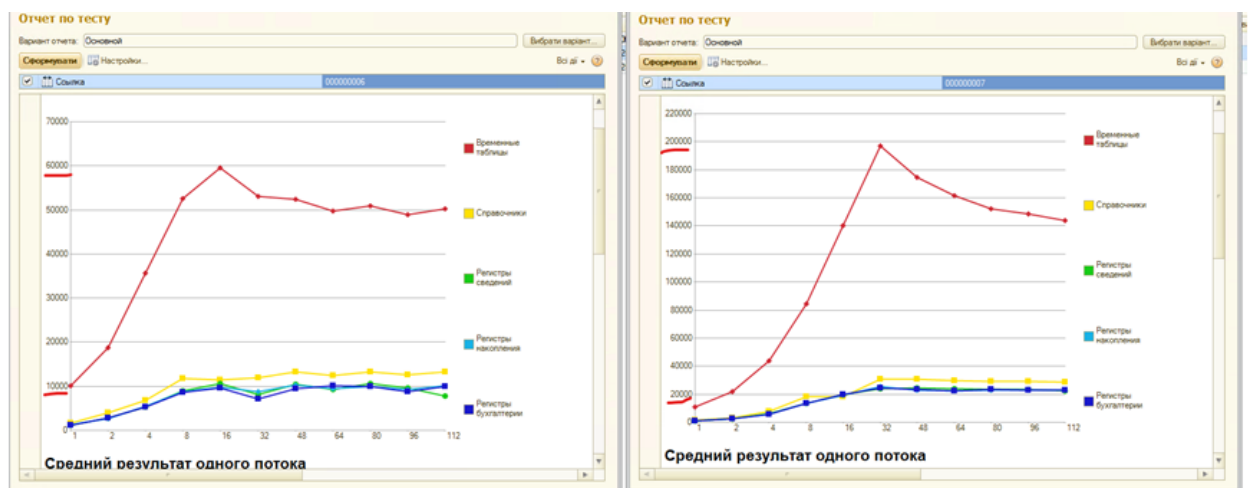 Отчет по тесту
Вариант отчета: Основной Вибрати варіант...
Сформувати Настройки... Всі дії
Ссылка 000000006
70000
60000
50000
40000
30000
20000
10000
0
1 2 4 8 16 32 48 64 80 96 112
Временные
таблицы
Справочники
Регистры
сведений
Регистры
накопления
Регистры
бухгалтерии
Средний результат одного потока
Отчет по тесту
Вариант отчета: Основной Вибрати варіант...
Сформувати Настройки... Всі дії
Ссылка 000000007
220000
200000
180000
160000
140000
120000
100000
80000
60000
40000
20000
0
1 2 4 8 16 32 48 64 80 96 112
Временные
таблицы
Справочники
Регистры
сведений
Регистры
накопления
Регистры
бухгалтерии
Средний результат одного потока